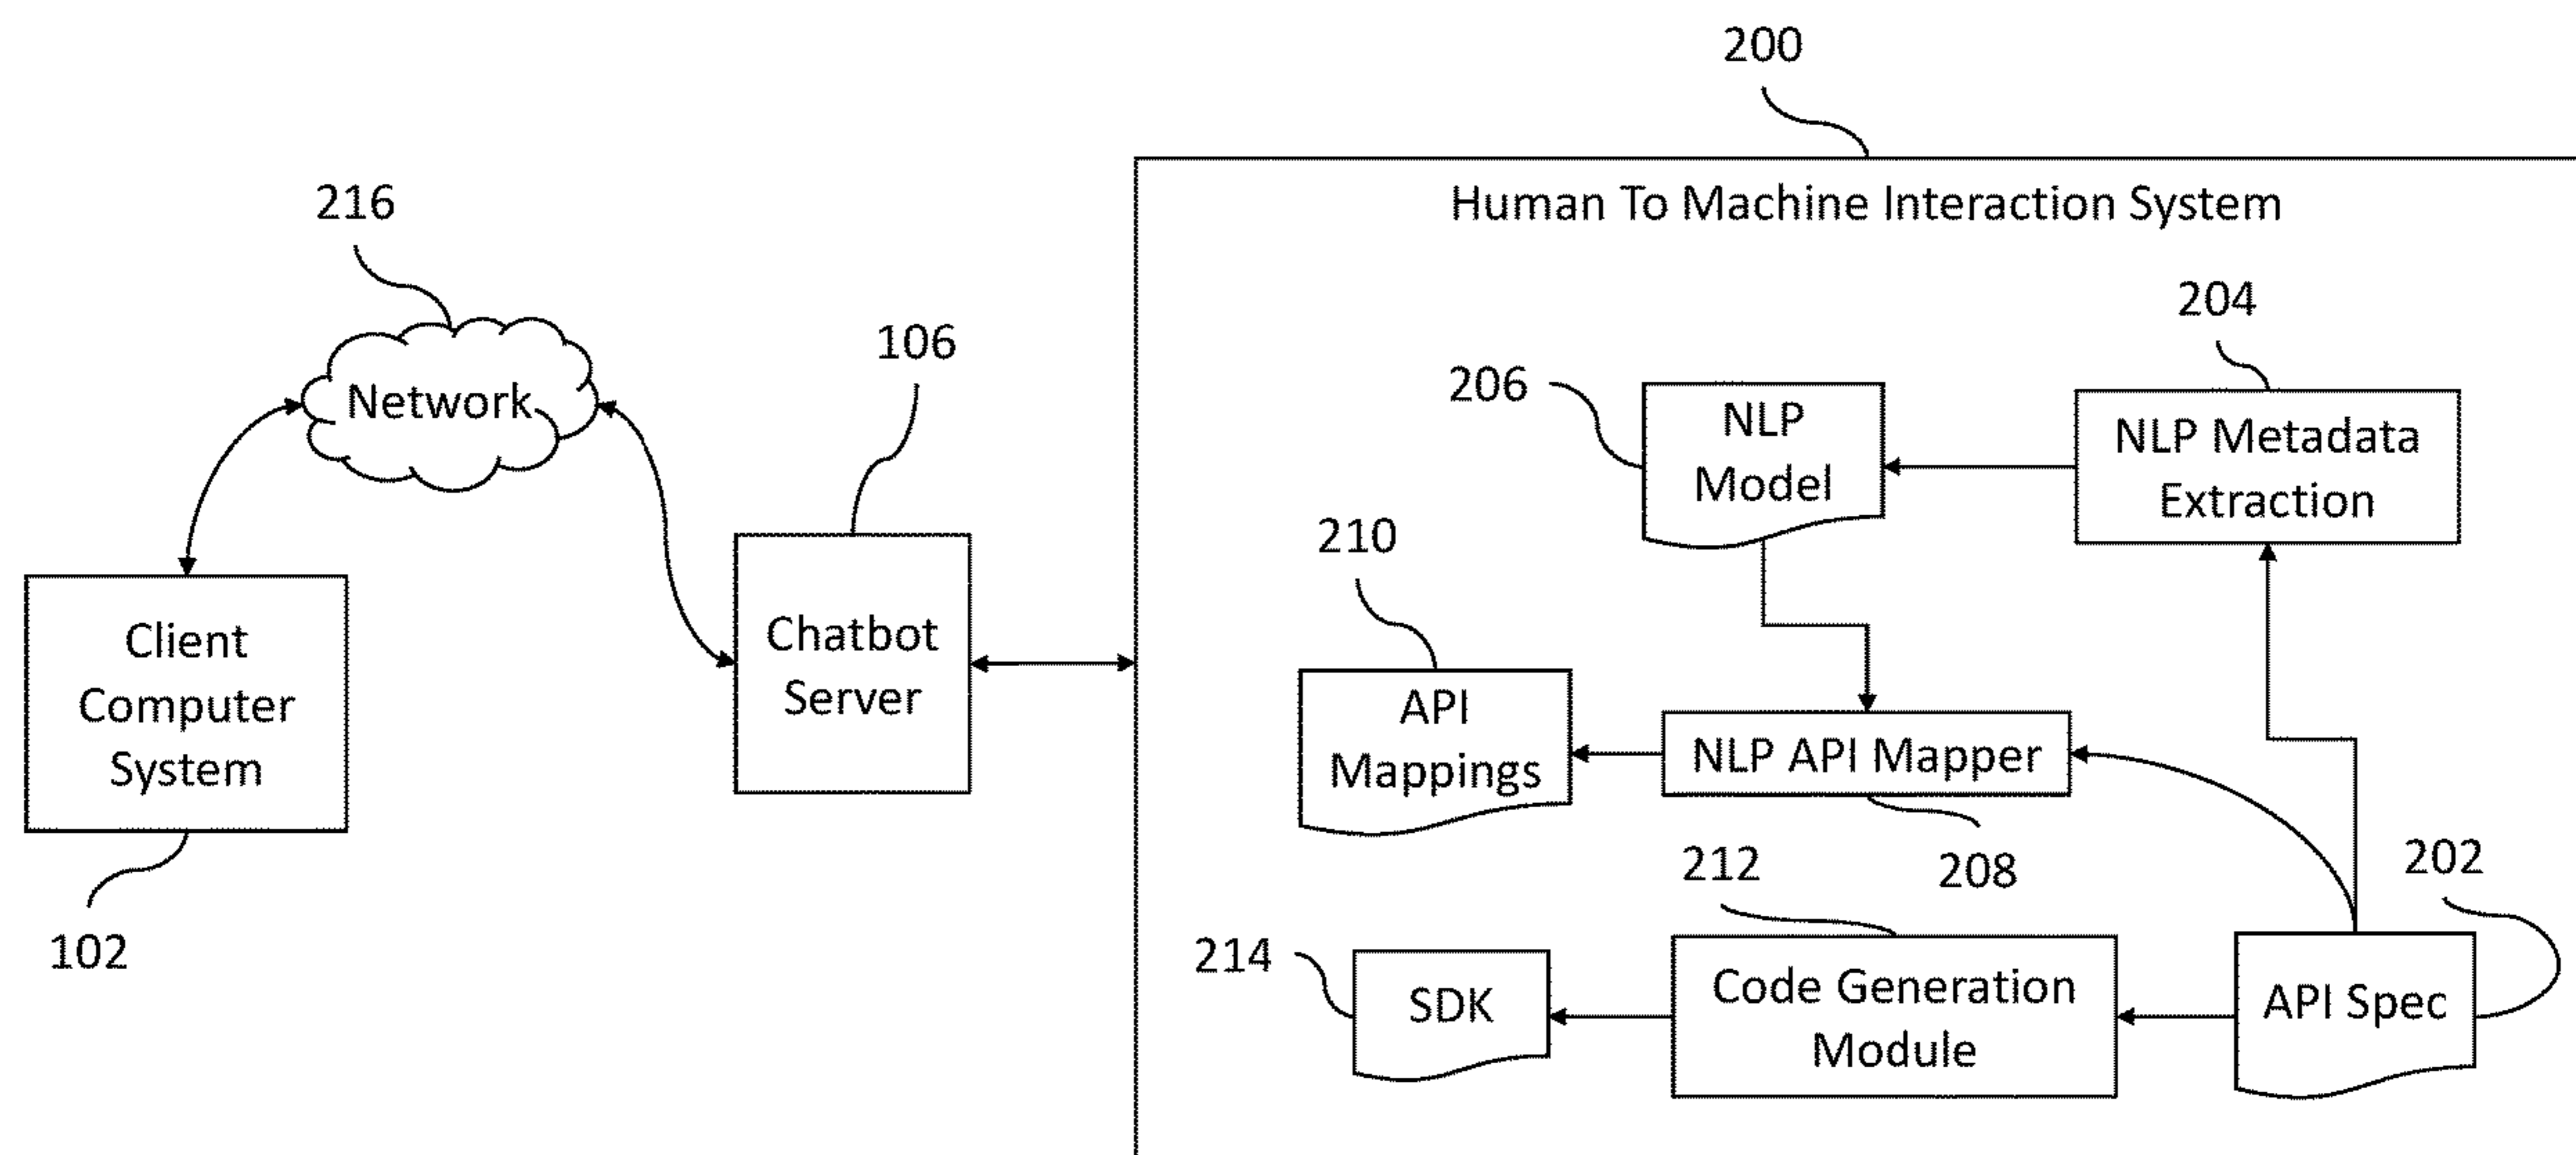 200
Human To Machine Interaction System
216
204
106
206
Network
NLP
Model
NLP Metadata
Extraction
210
Client
Computer
System
Chatbot
Server
API
Mappings
NLP API Mapper
212
208
202
102
214
SDK
Code Generation
Module
API Spec